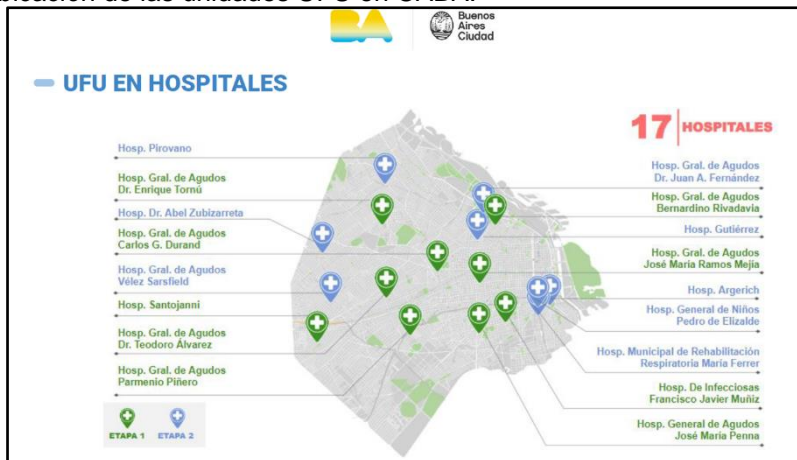 BA
Buenos
Aires
Ciudad
UFU EN HOSPITALES
17 HOSPITALES
Hosp. Pirovano
Hosp. Gral. de Agudos
Dr. Enrique Tornú
Hosp. Dr. Abel Zubizarreta
Hosp. Gral. de Agudos
Carlos G. Durand
Hosp. Gral. de Agudos
Vélez Sarsfield
Hosp. Santojanni
Hosp. Gral. de Agudos
Dr. Teodoro Álvarez
Hosp. Gral. de Agudos
Parmenio Piñero
ETAPA 1 ETAPA 2
Hosp. Gral. de Agudos
Dr. Juan A. Fernández
Hosp. Gral. de Agudos
Bernardino Rivadavia
Hosp. Gutiérrez
Hosp. Gral. de Agudos
José María Ramos Mejía
Hosp. Argerich
Hosp. General de Niños
Pedro de Elizalde
Hosp. Municipal de Rehabilitación
Respiratoria María Ferrer
Hosp. De Infecciosas
Francisco Javier Muñiz
Hosp. General de Agudos
José María Penna